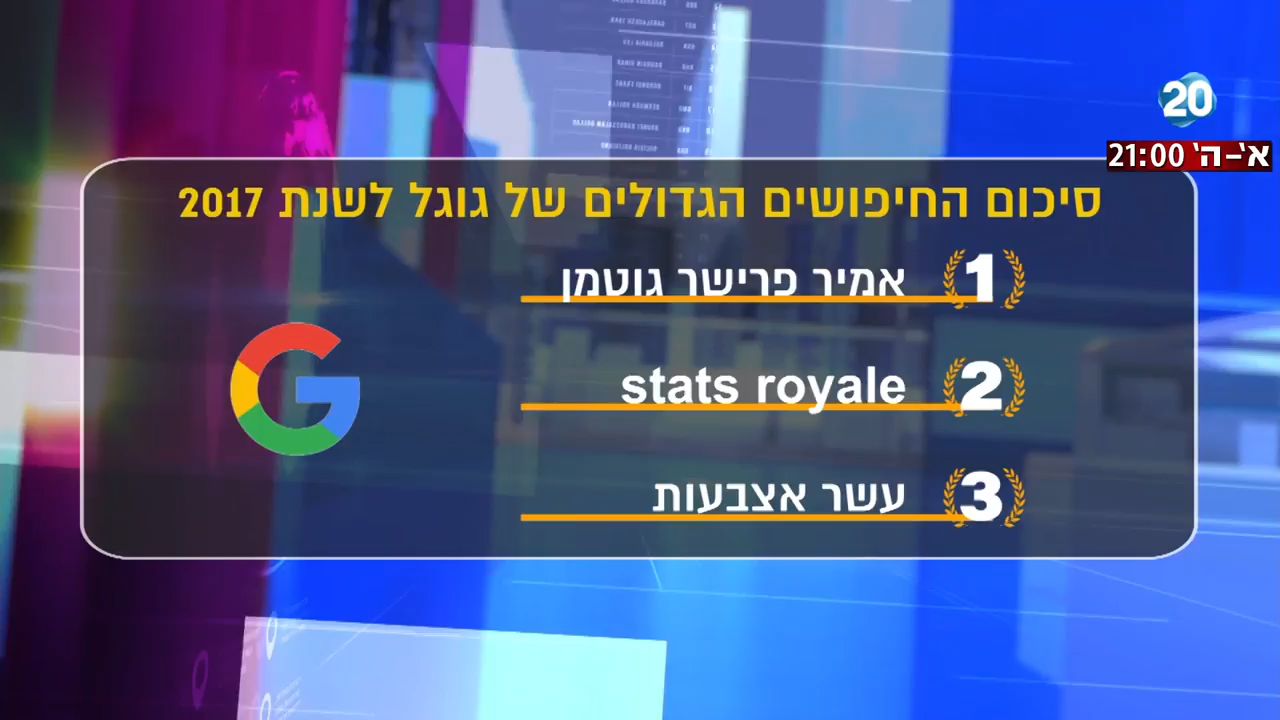 20
א'-ה' 21:00
סיכום החיפושים הגדולים של גוגל לשנת 2017
1 אמיר פרישר גוטמן
2 stats royale
3 עשר אצבעות